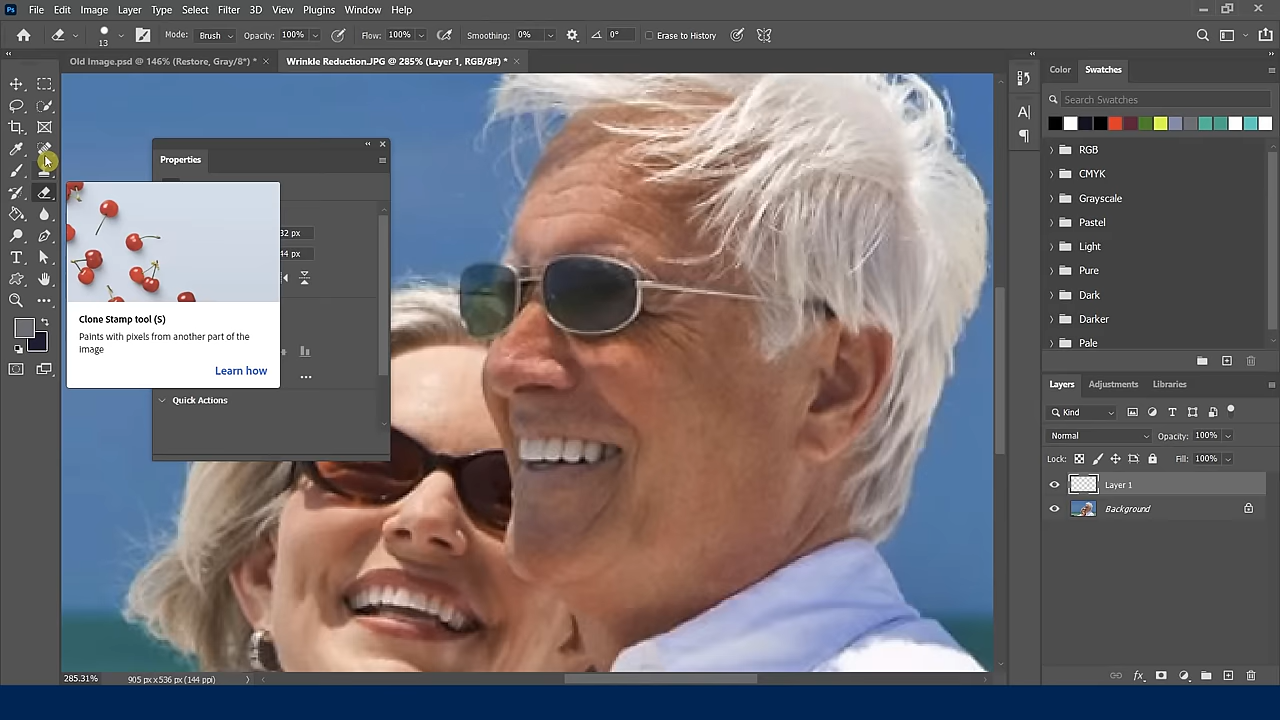 Ps File Edit Image Layer Type Select Filter 3D View Plugins Window Help
13 Mode: Brush Opacity: 100% Flow: 100% Smoothing: 0% 0° Erase to History
Old Image.psd @ 146% (Restore, Gray/8*) * × Wrinkle Reduction.JPG @ 285% (Layer 1, RGB/8#) * ×
Color Swatches
Search Swatches
Properties
RGB
CMYK
Grayscale
Pastel
Light
Pure
Dark
Darker
Pale
32 px
44 px
Clone Stamp tool (S)
Paints with pixels from another part of the
image
Learn how
Quick Actions
Layers Adjustments Libraries
Kind
Normal Opacity: 100%
Lock: Fill: 100%
Layer 1
Background
285.31% 905 px x 536 px (144 ppi)